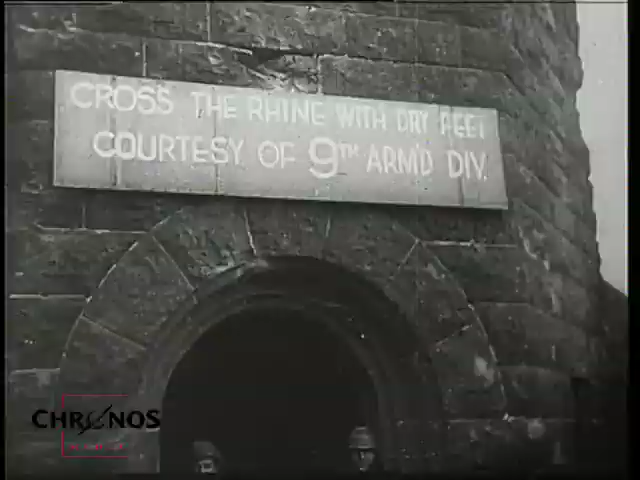 CROSS THE RHINE WITH DRY FEET
COURTESY OF 9TH ARM'D DIV.
CHRONOS